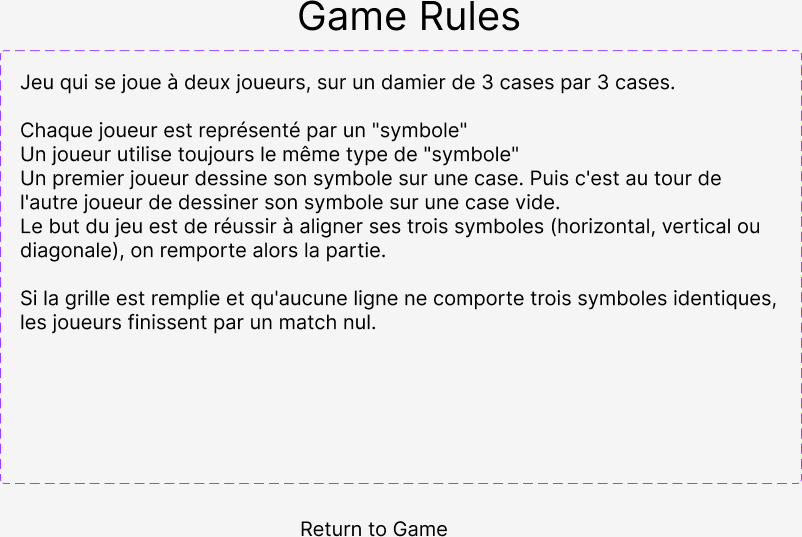 Game Rules
Jeu qui se joue à deux joueurs, sur un damier de 3 cases par 3 cases.
Chaque joueur est représenté par un "symbole"
Un joueur utilise toujours le même type de "symbole"
Un premier joueur dessine son symbole sur une case. Puis c'est au tour de
l'autre joueur de dessiner son symbole sur une case vide.
Le but du jeu est de réussir à aligner ses trois symboles (horizontal, vertical ou
diagonale), on remporte alors la partie.
Si la grille est remplie et qu'aucune ligne ne comporte trois symboles identiques,
les joueurs finissent par un match nul.
Return to Game